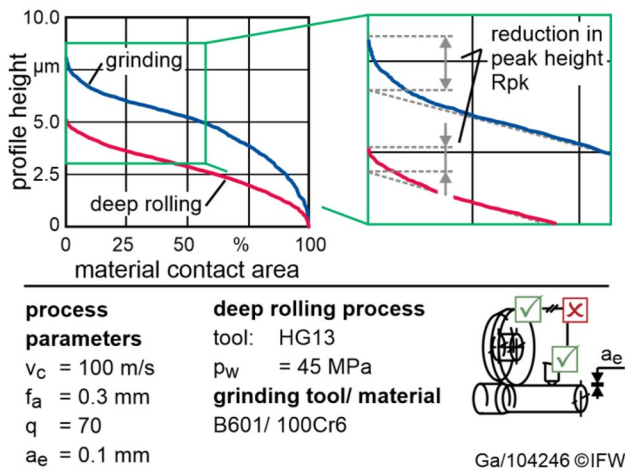 10.0
µm
5.0
2.5
0
profile height
grinding
deep rolling
0 25 50 % 100
material contact area
reduction in
peak height
Rpk
process
parameters
vc = 100 m/s
fa = 0.3 mm
q = 70
ae = 0.1 mm
deep rolling process
tool: HG13
pw = 45 MPa
grinding tool/ material
B601/ 100Cr6
ae
Ga/104246 ©IFW